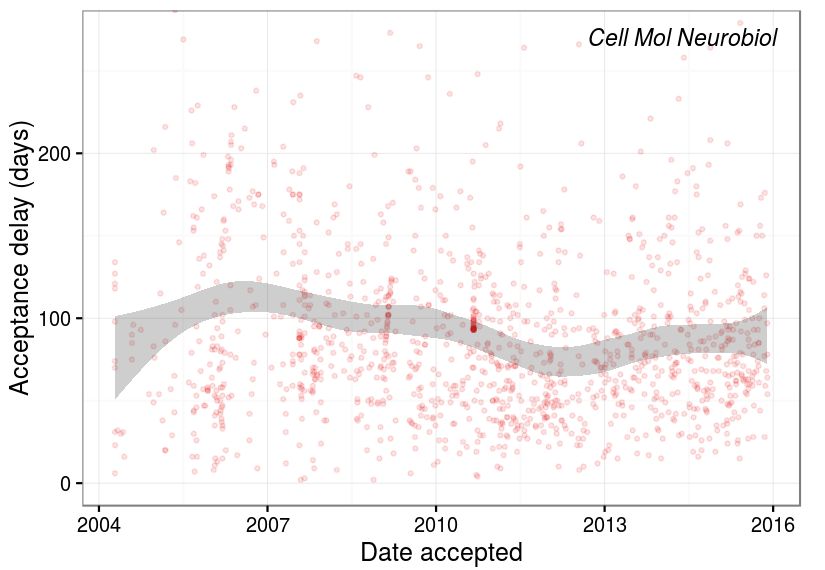 Cell Mol Neurobiol
Acceptance delay (days)
200
100
0
2004 2007 2010 2013 2016
Date accepted